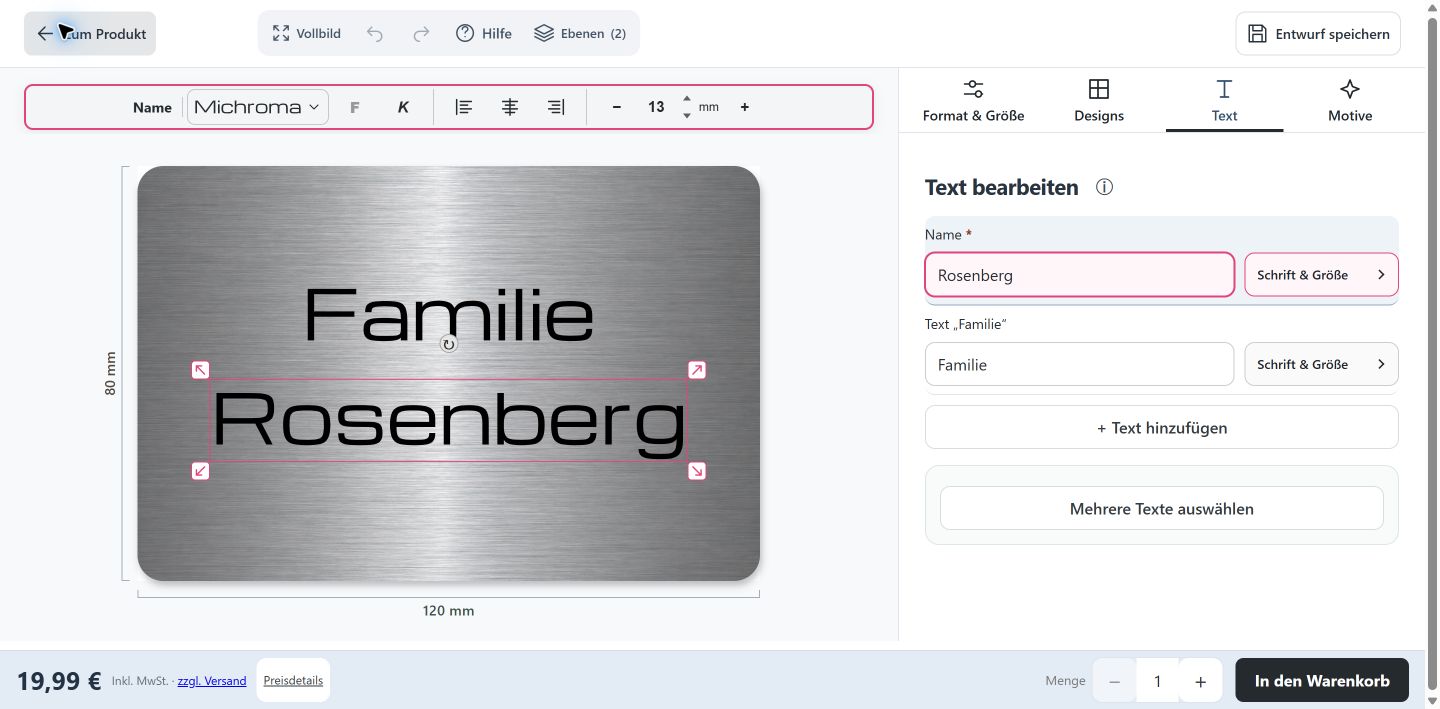 zum Produkt
Vollbild
Hilfe
Ebenen (2)
Entwurf speichern
Name
Michroma
F
K
13
mm
Format & Größe
Designs
Text
Motive
Familie
Rosenberg
80 mm
120 mm
Text bearbeiten
Name *
Rosenberg
Schrift & Größe
Text „Familie“
Familie
Schrift & Größe
+ Text hinzufügen
Mehrere Texte auswählen
19,99 €
Inkl. MwSt. · zzgl. Versand
Preisdetails
Menge
1
In den Warenkorb